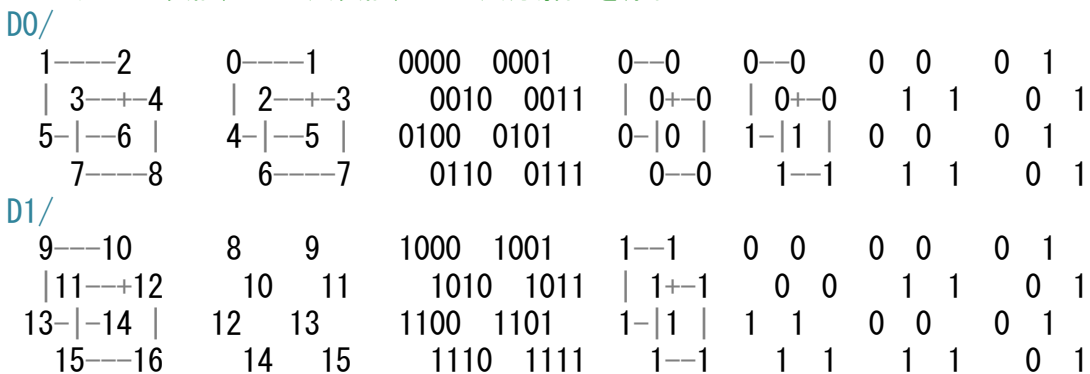 D0/
1----2 0----1 0000 0001 0--0 0--0 0 0 0 1
| 3--+-4 | 2--+-3 0010 0011 | 0+-0 | 0+-0 1 1 0 1
5-|--6 | 4-|--5 | 0100 0101 0-|0 | 1-|1 | 0 0 0 1
7----8 6----7 0110 0111 0--0 1--1 1 1 0 1
D1/
9---10 8 9 1000 1001 1--1 0 0 0 0 0 1
|11--+12 10 11 1010 1011 | 1+-1 0 0 1 1 0 1
13-|-14 | 12 13 1100 1101 1-|1 | 1 1 0 0 0 1
15---16 14 15 1110 1111 1--1 1 1 1 1 0 1